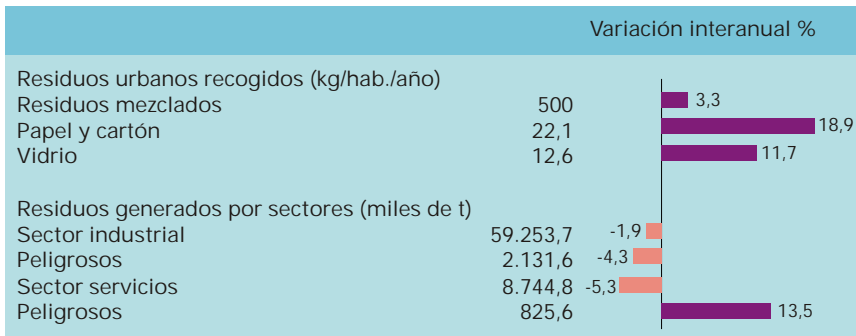 Variación interanual %
Residuos urbanos recogidos (kg/hab./año)
Residuos mezclados 500 3,3
Papel y cartón 22,1 18,9
Vidrio 12,6 11,7
Residuos generados por sectores (miles de t)
Sector industrial 59.253,7 -1,9
Peligrosos 2.131,6 -4,3
Sector servicios 8.744,8 -5,3
Peligrosos 825,6 13,5